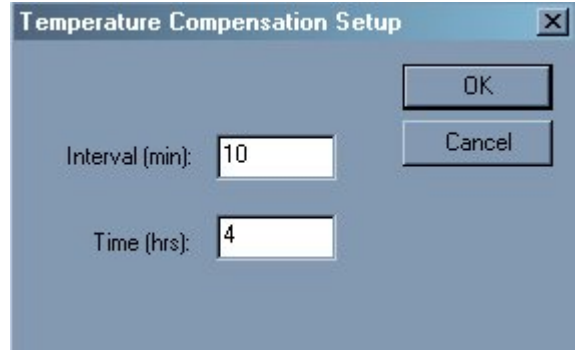 Temperature Compensation Setup
OK
Cancel
Interval (min): 10
Time (hrs): 4